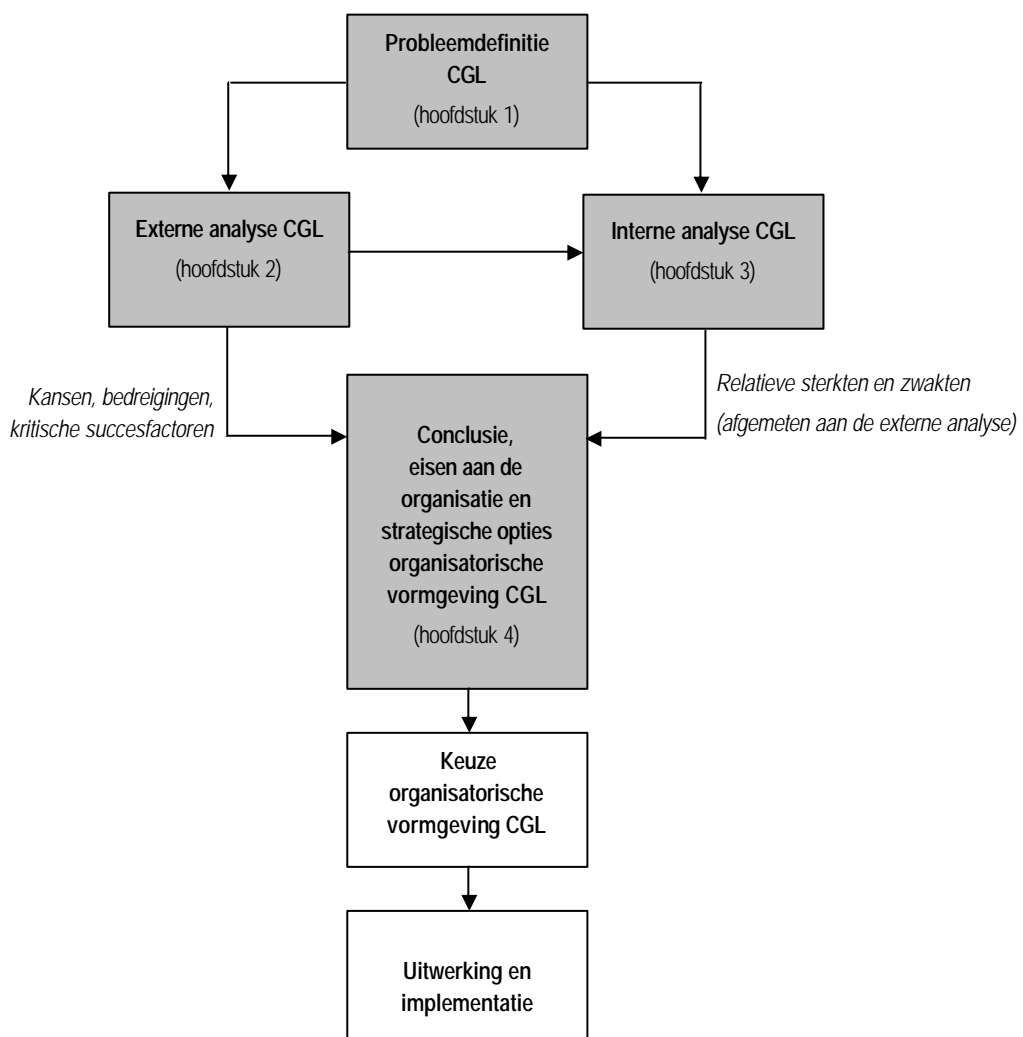 Probleemdefinitie
CGL
(hoofdstuk 1)
Externe analyse CGL
(hoofdstuk 2)
Interne analyse CGL
(hoofdstuk 3)
Kansen, bedreigingen,
kritische succesfactoren
Relatieve sterkten en zwakten
(afgemeten aan de externe analyse)
Conclusie,
eisen aan de
organisatie en
strategische opties
organisatorische
vormgeving CGL
(hoofdstuk 4)
Keuze
organisatorische
vormgeving CGL
Uitwerking en
implementatie